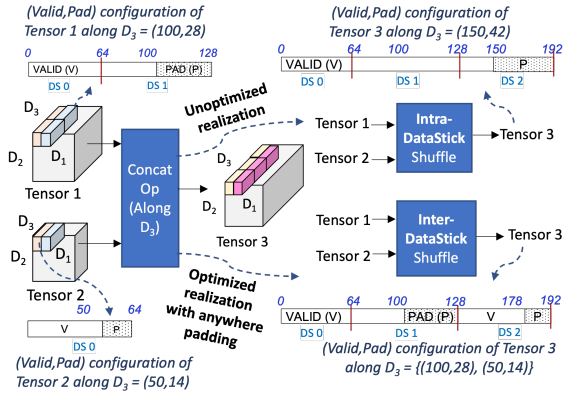 (Valid,Pad) configuration of
Tensor 1 along D3 = (100,28)
0 64 100 128
VALID (V) PAD (P)
DS 0 DS 1
(Valid,Pad) configuration of
Tensor 3 along D3 = (150,42)
0 64 128 150 192
VALID (V) P
DS 0 DS 1 DS 2
D3
D1
D2
Tensor 1
Unoptimized
realization
Concat
Op
(Along
D3)
D3
D1
D2
Tensor 3
Tensor 1
Tensor 2
Intra-
DataStick
Shuffle
Tensor 3
D3
D1
D2
Tensor 2
Optimized
realization
with anywhere
padding
Tensor 1
Tensor 2
Inter-
DataStick
Shuffle
Tensor 3
50 64
V P
DS 0
(Valid,Pad) configuration of
Tensor 2 along D3 = (50,14)
0 64 100 128 178 192
VALID (V) PAD (P) V P
DS 0 DS 1 DS 2
(Valid,Pad) configuration of Tensor 3
along D3 = {(100,28), (50,14)}